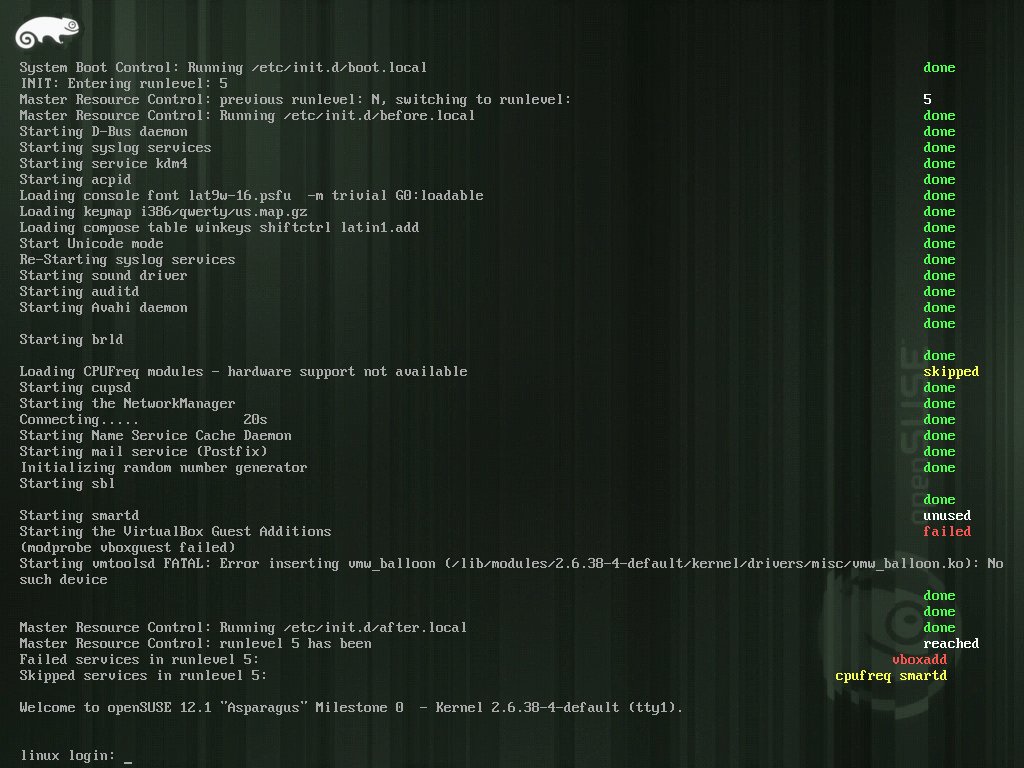 System Boot Control: Running /etc/init.d/boot.local done
INIT: Entering runlevel: 5
Master Resource Control: previous runlevel: N, switching to runlevel: 5
Master Resource Control: Running /etc/init.d/before.local done
Starting D-Bus daemon done
Starting syslog services done
Starting service kdm4 done
Starting acpid done
Loading console font lat9w-16.psfu  -m trivial G0:loadable done
Loading keymap i386/qwerty/us.map.gz done
Loading compose table winkeys shiftctrl latin1.add done
Start Unicode mode done
Re-Starting syslog services done
Starting sound driver done
Starting auditd done
Starting Avahi daemon done
done
Starting brld
done
Loading CPUFreq modules - hardware support not available skipped
Starting cupsd done
Starting the NetworkManager done
Connecting..... 20s done
Starting Name Service Cache Daemon done
Starting mail service (Postfix) done
Initializing random number generator done
Starting sbl
done
Starting smartd unused
Starting the VirtualBox Guest Additions failed
(modprobe vboxguest failed)
Starting vmtoolsd FATAL: Error inserting vmw_balloon (/lib/modules/2.6.38-4-default/kernel/drivers/misc/vmw_balloon.ko): No
such device
done
done
Master Resource Control: Running /etc/init.d/after.local done
Master Resource Control: runlevel 5 has been reached
Failed services in runlevel 5: vboxadd
Skipped services in runlevel 5: cpufreq smartd
Welcome to openSUSE 12.1 "Asparagus" Milestone 0  - Kernel 2.6.38-4-default (tty1).
linux login: _
openSUSE